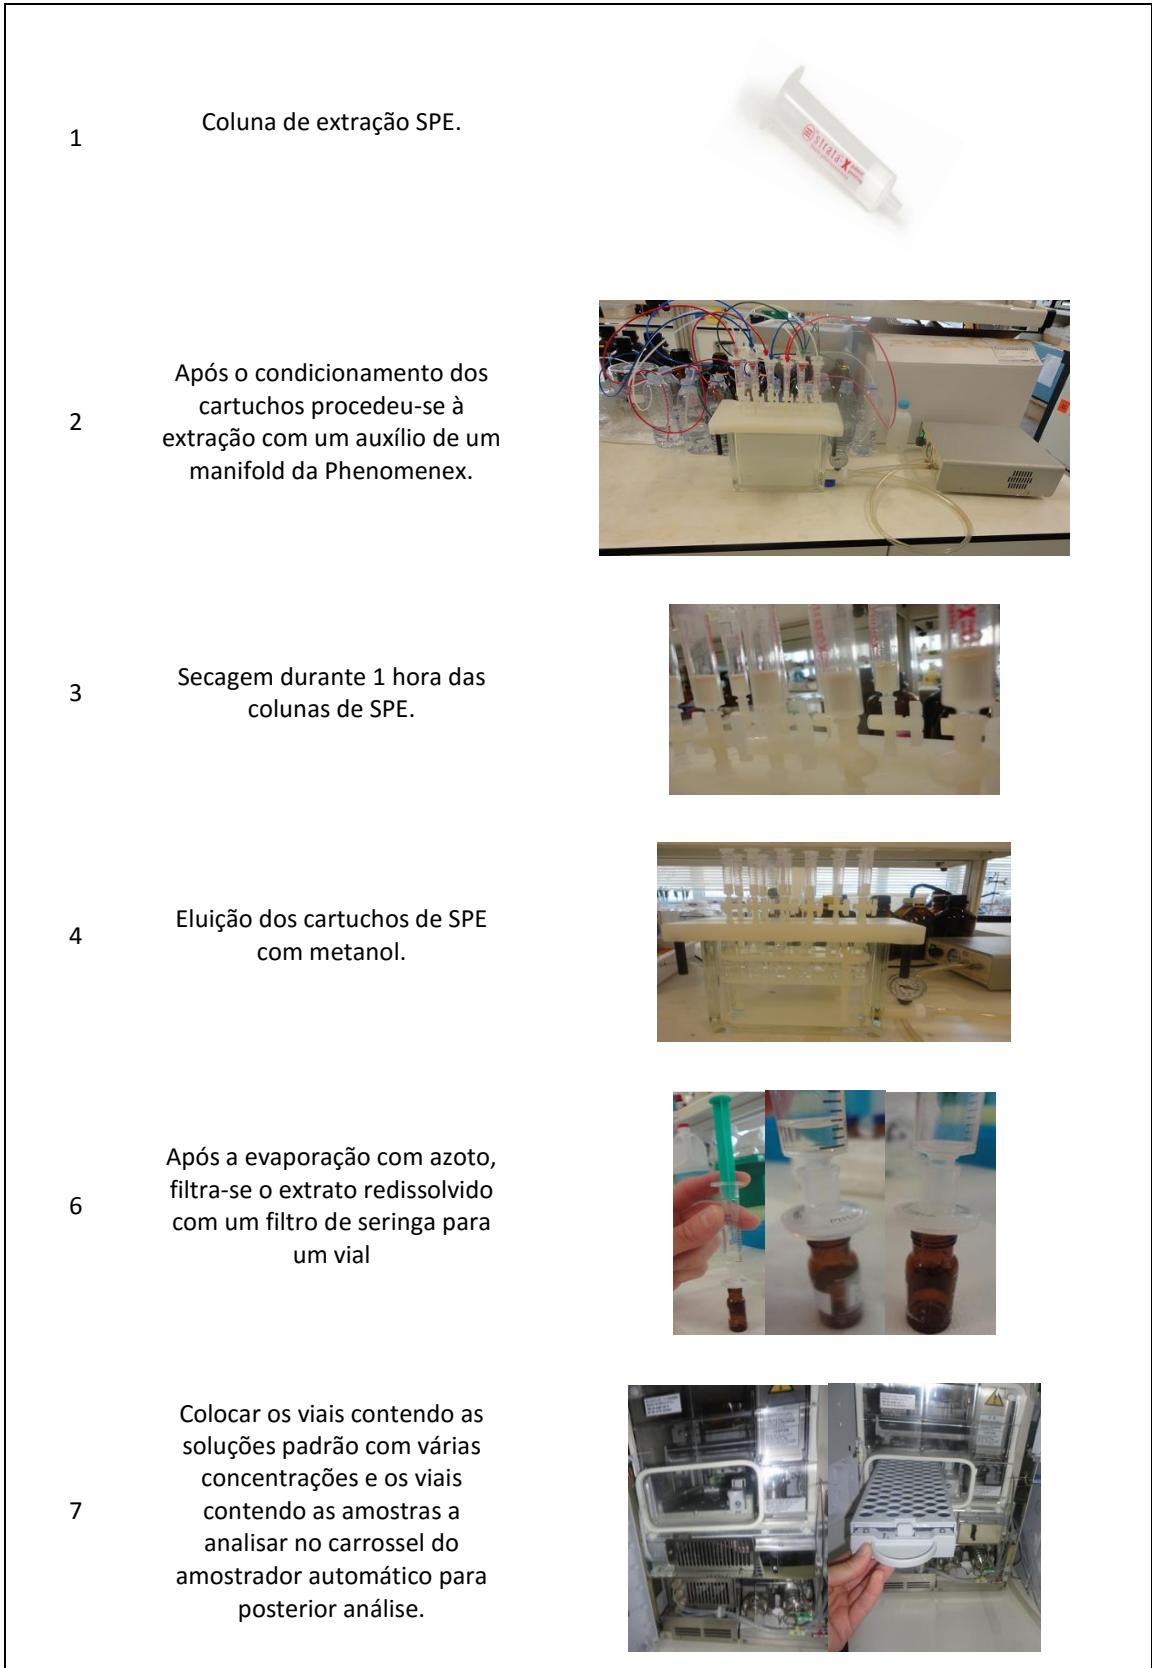 1
Coluna de extração SPE.
strata-X
2
Após o condicionamento dos
cartuchos procedeu-se à
extração com um auxílio de um
manifold da Phenomenex.
3
Secagem durante 1 hora das
colunas de SPE.
4
Eluição dos cartuchos de SPE
com metanol.
6
Após a evaporação com azoto,
filtra-se o extrato redissolvido
com um filtro de seringa para
um vial
7
Colocar os viais contendo as
soluções padrão com várias
concentrações e os viais
contendo as amostras a
analisar no carrossel do
amostrador automático para
posterior análise.